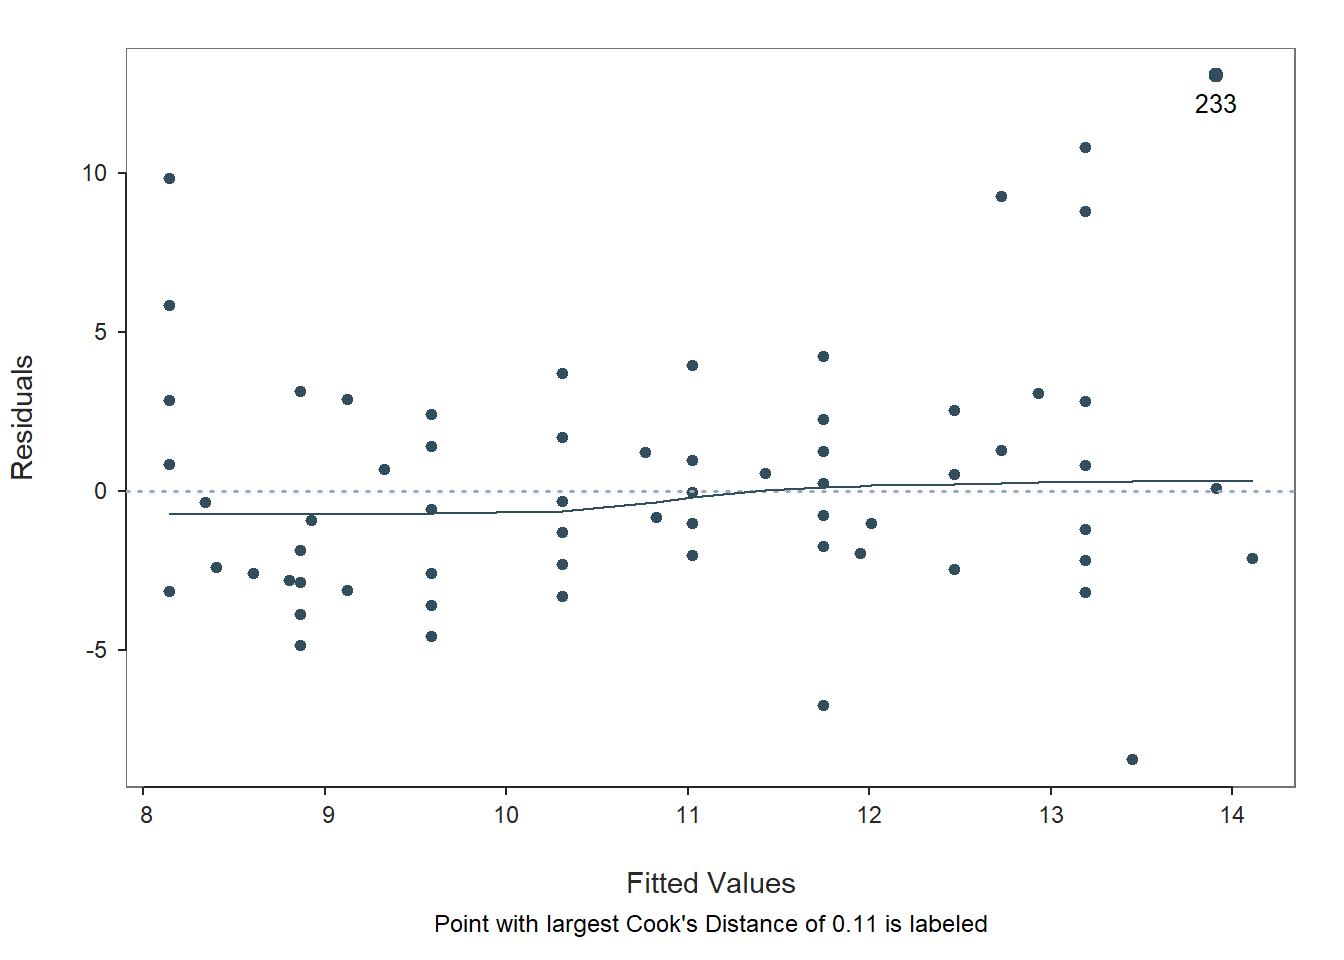 233
10
5
0
-5
Residuals
8 9 10 11 12 13 14
Fitted Values
Point with largest Cook's Distance of 0.11 is labeled